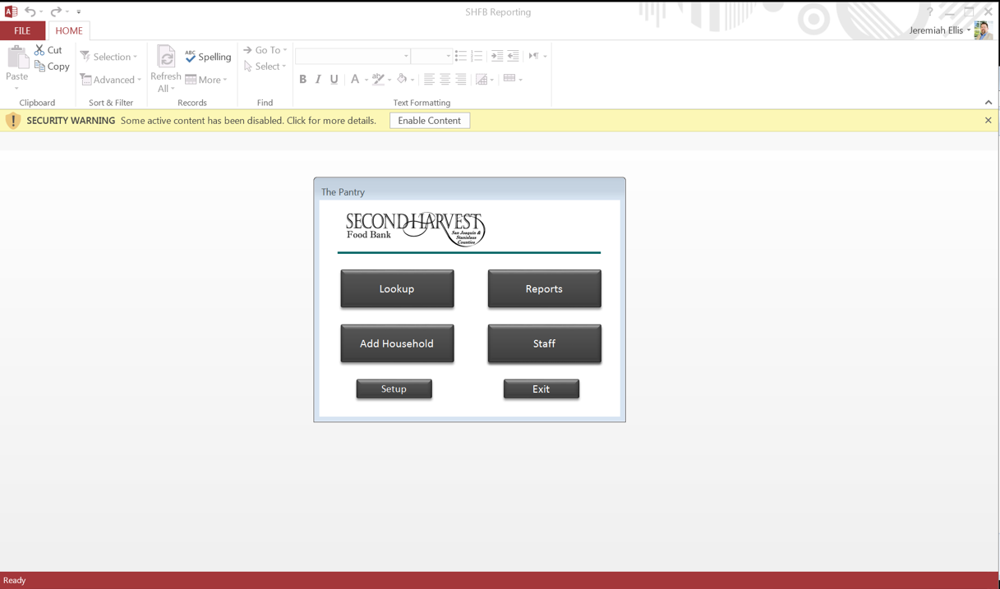 SHFB Reporting
?
FILE HOME
Jeremiah Ellis
Paste
Cut
Copy
Clipboard
Selection
Advanced
Sort & Filter
Refresh
All
ABC
Spelling
More
Records
Go To
Select
Find
B I U A ab
Text Formatting
SECURITY WARNING Some active content has been disabled. Click for more details. Enable Content
The Pantry
SECOND HARVEST
Food Bank
San Joaquin &
Stanislaus
Counties
Lookup Reports
Add Household Staff
Setup Exit
Ready